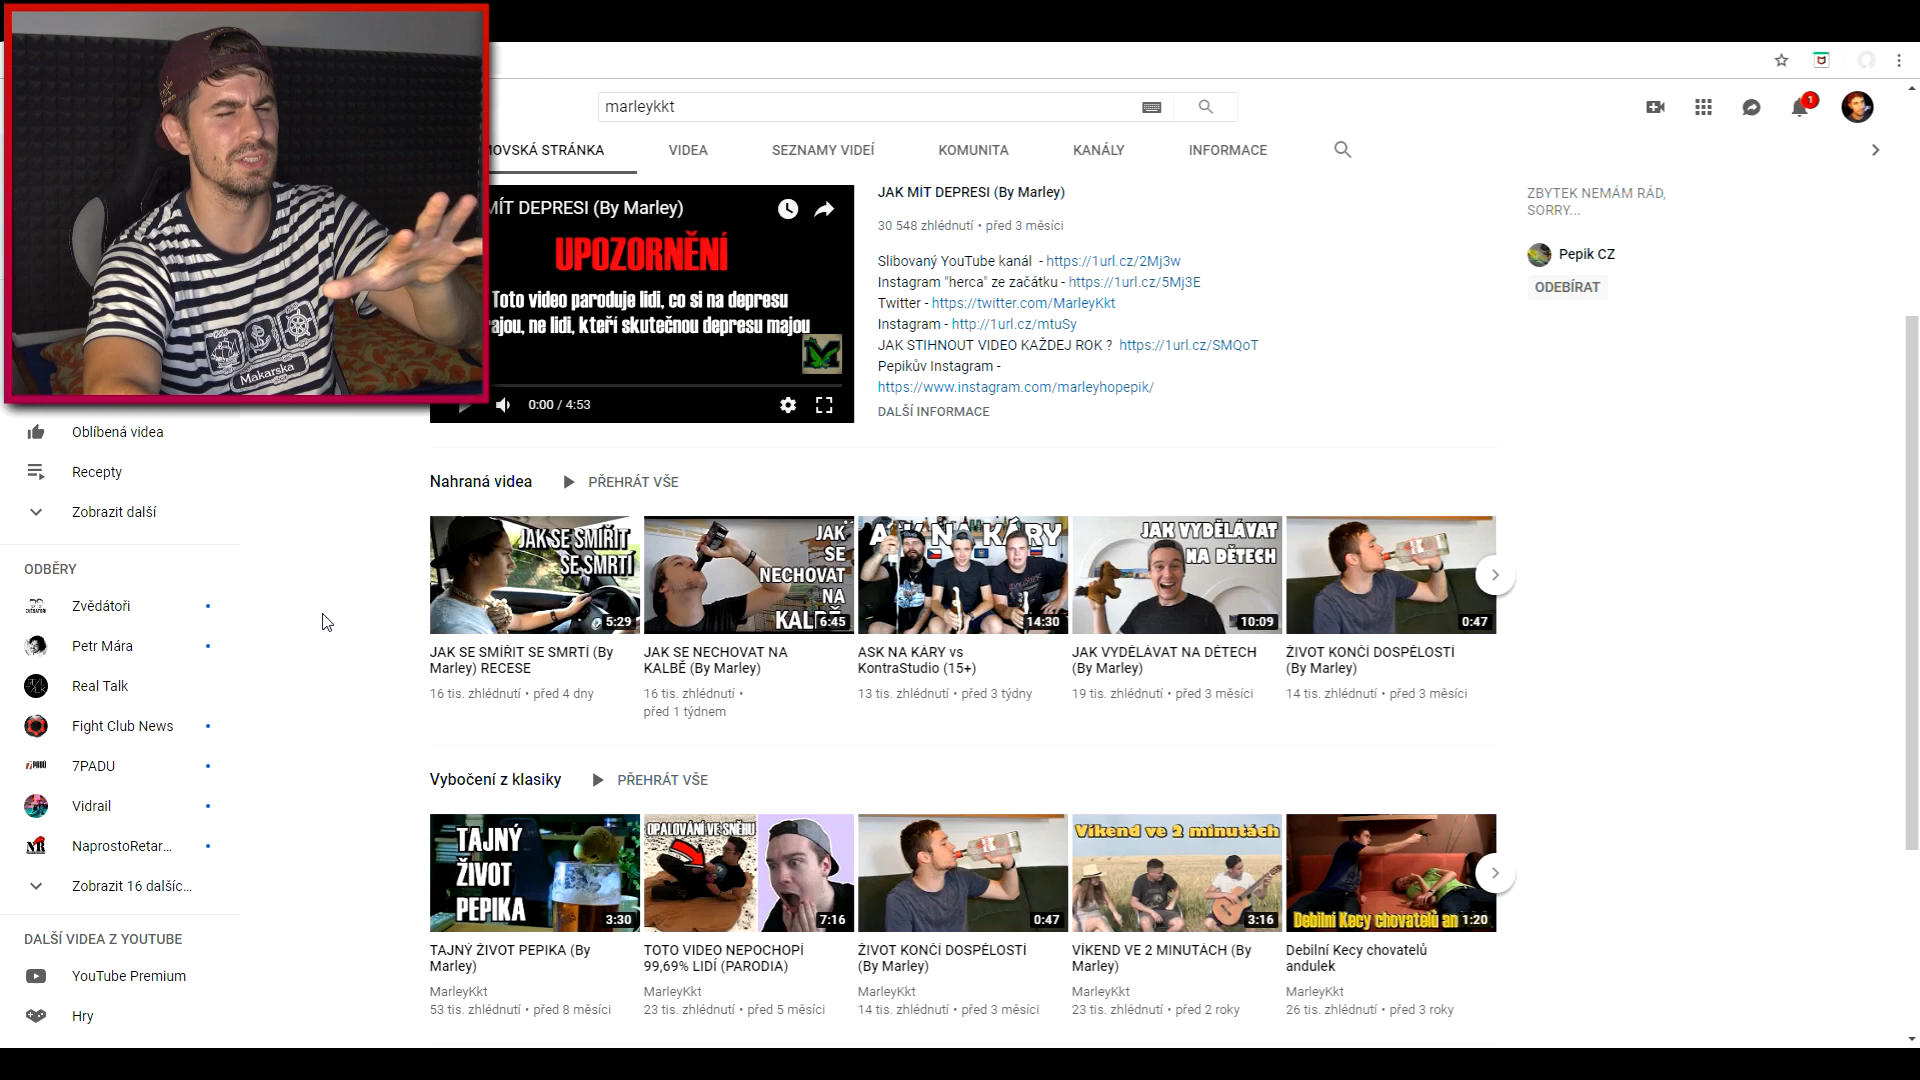 marleykkt
1
MOVSKÁ STRÁNKA
VIDEA
SEZNAMY VIDEÍ
KOMUNITA
KANÁLY
INFORMACE
MÍT DEPRESI (By Marley)
UPOZORNĚNÍ
Toto video paroduje lidi, co si na depresu
ajou, ne lidi, kteří skutečnou depresu majou
0:00 / 4:53
JAK MÍT DEPRESI (By Marley)
30 548 zhlédnutí • před 3 měsíci
Slibovaný YouTube kanál - https://1url.cz/2Mj3w
Instagram "herca" ze začátku - https://1url.cz/5Mj3E
Twitter - https://twitter.com/MarleyKkt
Instagram - http://1url.cz/mtuSy
JAK STIHNOUT VIDEO KAŽDEJ ROK ? https://1url.cz/SMQoT
Pepikův Instagram -
https://www.instagram.com/marleyhopepik/
DALŠÍ INFORMACE
ZBYTEK NEMÁM RÁD,
SORRY...
Pepik CZ
ODEBÍRAT
Makarska
Oblíbená videa
Recepty
Zobrazit další
ODBĚRY
Zvědátoři
Petr Mára
Real Talk
Fight Club News
7PADU
Vidrail
NaprostoRetar...
Zobrazit 16 dalšíc...
DALŠÍ VIDEA Z YOUTUBE
YouTube Premium
Hry
Nahraná videa
PŘEHRÁT VŠE
JAK SE SMÍŘIT
SE SMRTÍ
5:29
JAK SE SMÍŘIT SE SMRTÍ (By
Marley) RECESE
16 tis. zhlédnutí • před 4 dny
JAK
SE
NECHOVAT
NA
KALBĚ
6:45
JAK SE NECHOVAT NA
KALBĚ (By Marley)
16 tis. zhlédnutí •
před 1 týdnem
ASK NA KÁRY
14:30
ASK NA KÁRY vs
KontraStudio (15+)
13 tis. zhlédnutí • před 3 týdny
JAK VYDĚLÁVAT
NA DĚTECH
10:09
JAK VYDĚLÁVAT NA DĚTECH
(By Marley)
19 tis. zhlédnutí • před 3 měsíci
0:47
ŽIVOT KONČÍ DOSPĚLOSTÍ
(By Marley)
14 tis. zhlédnutí • před 3 měsíci
Vybočení z klasiky
PŘEHRÁT VŠE
TAJNÝ
ŽIVOT
PEPIKA
3:30
TAJNÝ ŽIVOT PEPIKA (By
Marley)
MarleyKkt
53 tis. zhlédnutí • před 8 měsíci
OPALOVÁNÍ VE SNĚHU
7:16
TOTO VIDEO NEPOCHOPÍ
99,69% LIDÍ (PARODIA)
MarleyKkt
23 tis. zhlédnutí • před 5 měsíci
0:47
ŽIVOT KONČÍ DOSPĚLOSTÍ
(By Marley)
MarleyKkt
14 tis. zhlédnutí • před 3 měsíci
Víkend ve 2 minutách
3:16
VÍKEND VE 2 MINUTÁCH (By
Marley)
MarleyKkt
23 tis. zhlédnutí • před 2 roky
Debilní Kecy chovatelů an
1:20
Debilní Kecy chovatelů
andulek
MarleyKkt
26 tis. zhlédnutí • před 3 roky